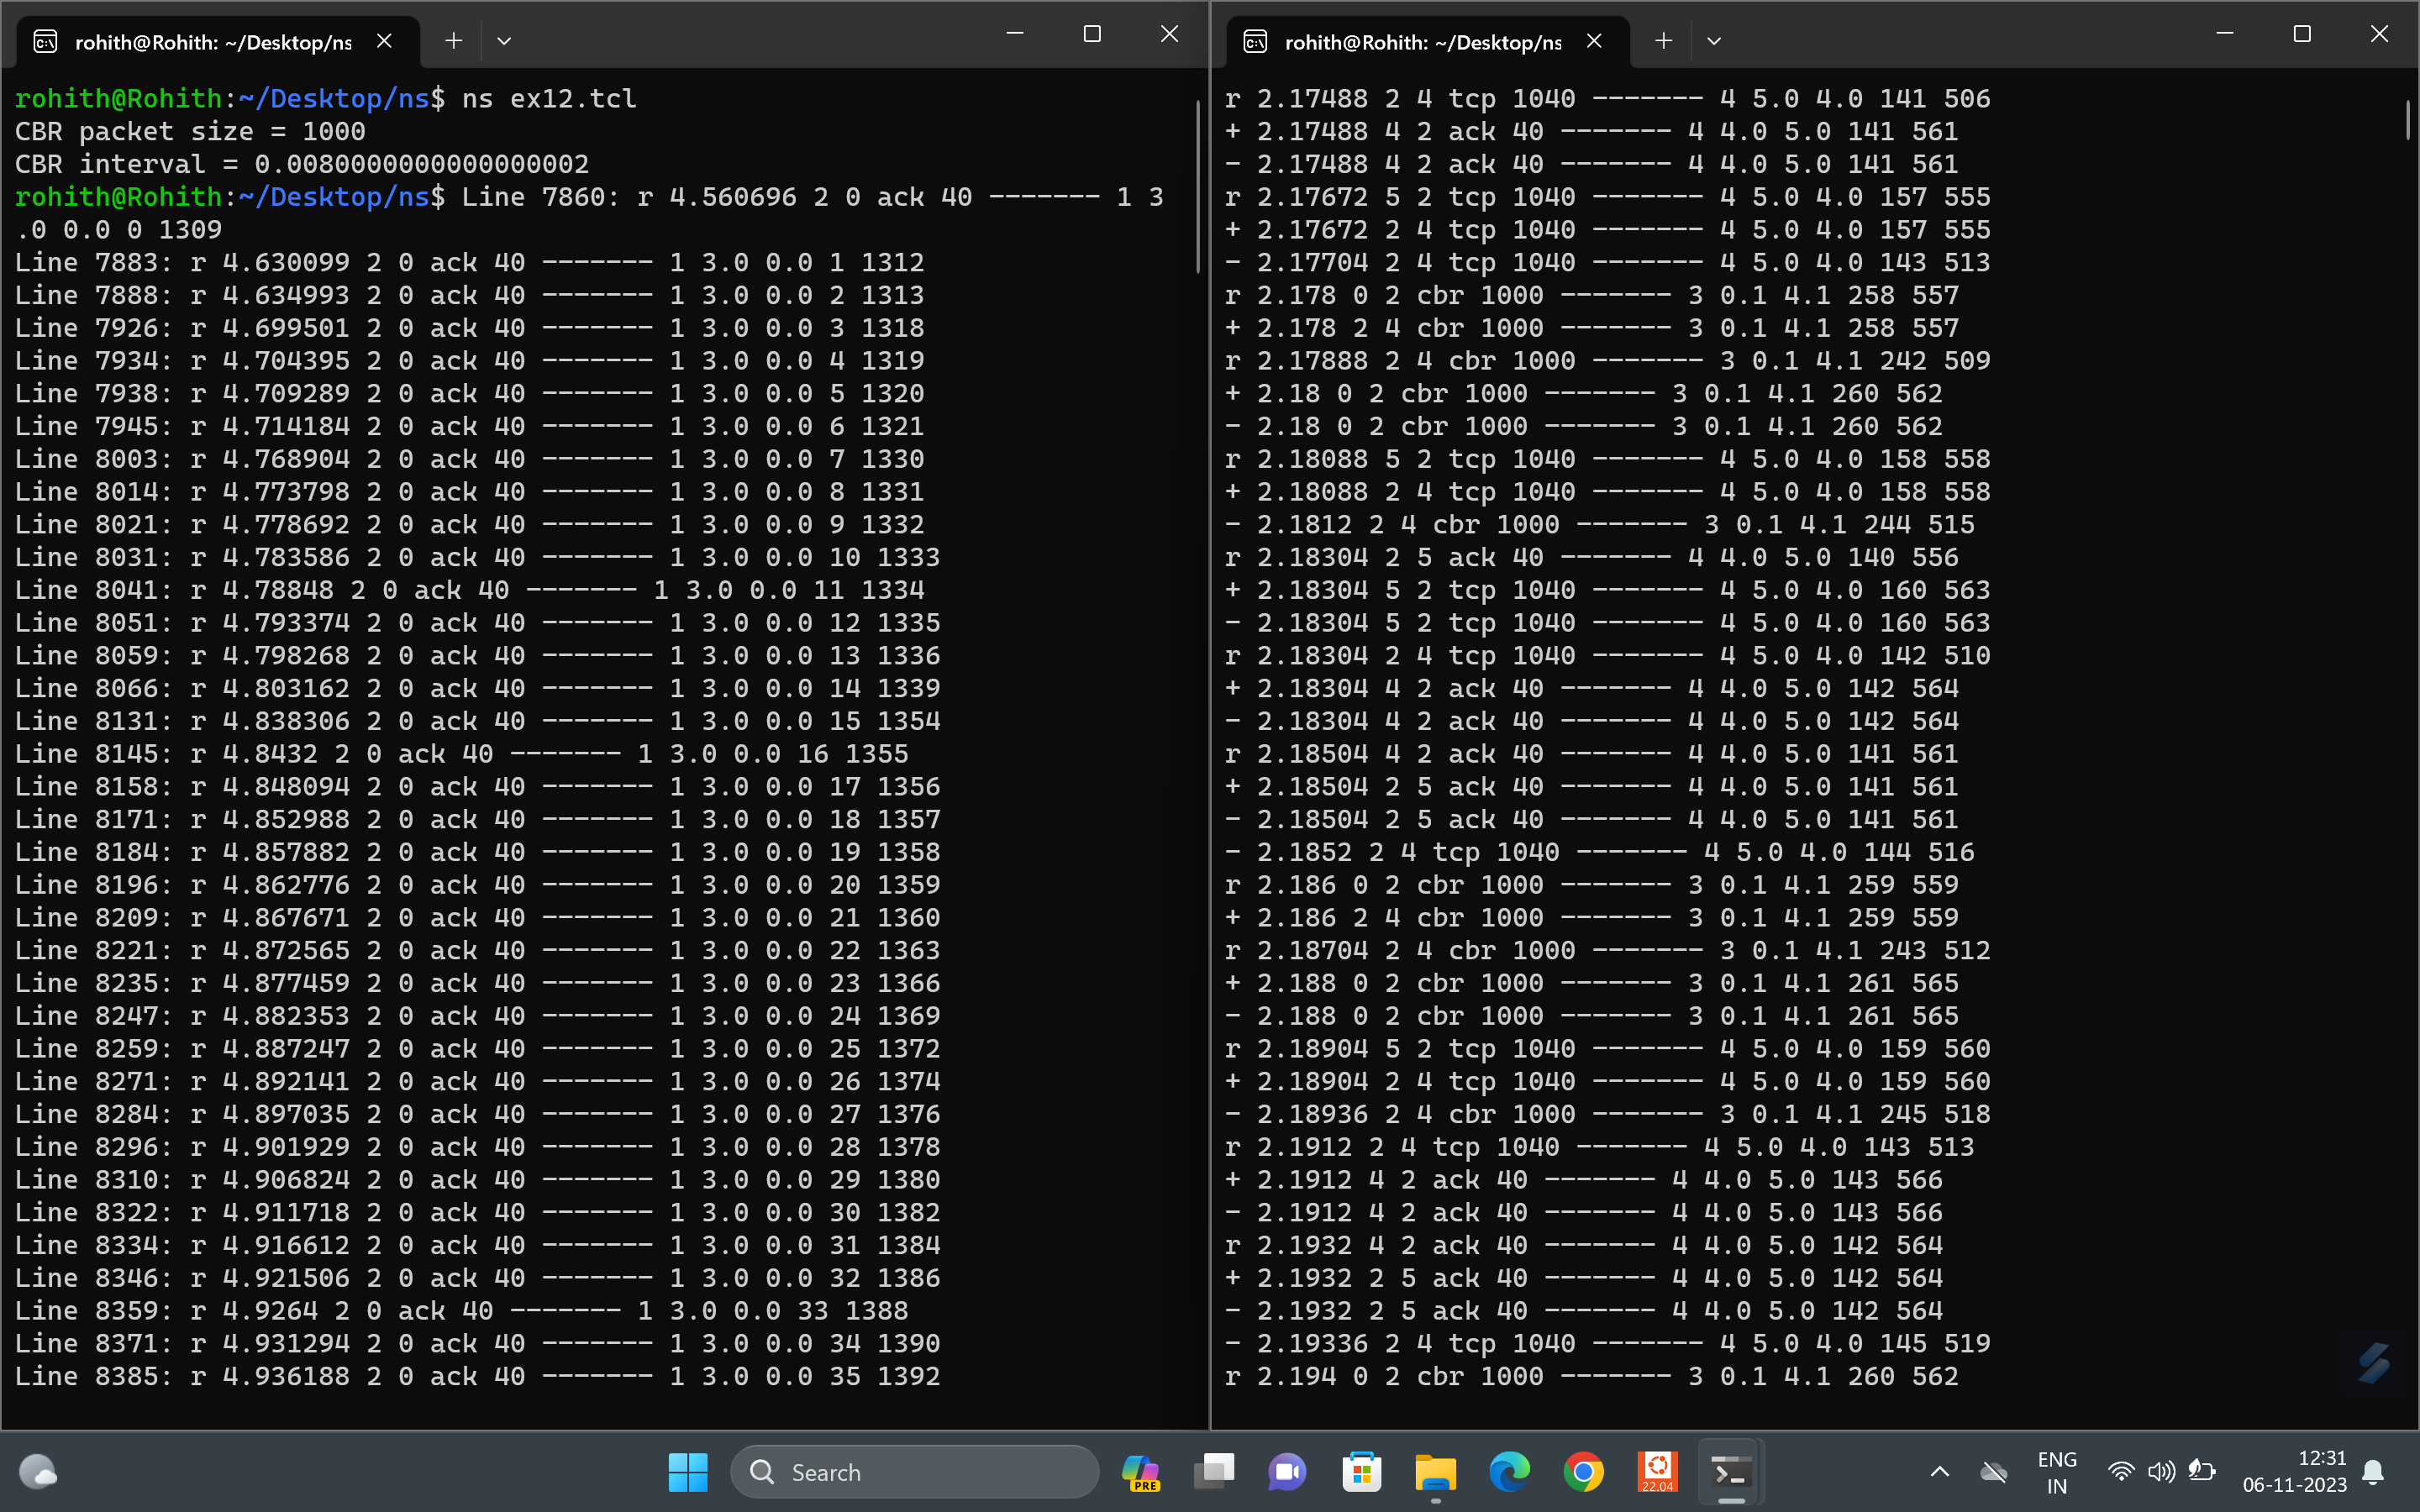 rohith@Rohith: ~/Desktop/ns
rohith@Rohith:~/Desktop/ns$ ns ex12.tcl
CBR packet size = 1000
CBR interval = 0.0080000000000000002
rohith@Rohith:~/Desktop/ns$ Line 7860: r 4.560696 2 0 ack 40 ------- 1 3
.0 0.0 0 1309
Line 7883: r 4.630099 2 0 ack 40 ------- 1 3.0 0.0 1 1312
Line 7888: r 4.634993 2 0 ack 40 ------- 1 3.0 0.0 2 1313
Line 7926: r 4.699501 2 0 ack 40 ------- 1 3.0 0.0 3 1318
Line 7934: r 4.704395 2 0 ack 40 ------- 1 3.0 0.0 4 1319
Line 7938: r 4.709289 2 0 ack 40 ------- 1 3.0 0.0 5 1320
Line 7945: r 4.714184 2 0 ack 40 ------- 1 3.0 0.0 6 1321
Line 8003: r 4.768904 2 0 ack 40 ------- 1 3.0 0.0 7 1330
Line 8014: r 4.773798 2 0 ack 40 ------- 1 3.0 0.0 8 1331
Line 8021: r 4.778692 2 0 ack 40 ------- 1 3.0 0.0 9 1332
Line 8031: r 4.783586 2 0 ack 40 ------- 1 3.0 0.0 10 1333
Line 8041: r 4.78848 2 0 ack 40 ------- 1 3.0 0.0 11 1334
Line 8051: r 4.793374 2 0 ack 40 ------- 1 3.0 0.0 12 1335
Line 8059: r 4.798268 2 0 ack 40 ------- 1 3.0 0.0 13 1336
Line 8066: r 4.803162 2 0 ack 40 ------- 1 3.0 0.0 14 1339
Line 8131: r 4.838306 2 0 ack 40 ------- 1 3.0 0.0 15 1354
Line 8145: r 4.8432 2 0 ack 40 ------- 1 3.0 0.0 16 1355
Line 8158: r 4.848094 2 0 ack 40 ------- 1 3.0 0.0 17 1356
Line 8171: r 4.852988 2 0 ack 40 ------- 1 3.0 0.0 18 1357
Line 8184: r 4.857882 2 0 ack 40 ------- 1 3.0 0.0 19 1358
Line 8196: r 4.862776 2 0 ack 40 ------- 1 3.0 0.0 20 1359
Line 8209: r 4.867671 2 0 ack 40 ------- 1 3.0 0.0 21 1360
Line 8221: r 4.872565 2 0 ack 40 ------- 1 3.0 0.0 22 1363
Line 8235: r 4.877459 2 0 ack 40 ------- 1 3.0 0.0 23 1366
Line 8247: r 4.882353 2 0 ack 40 ------- 1 3.0 0.0 24 1369
Line 8259: r 4.887247 2 0 ack 40 ------- 1 3.0 0.0 25 1372
Line 8271: r 4.892141 2 0 ack 40 ------- 1 3.0 0.0 26 1374
Line 8284: r 4.897035 2 0 ack 40 ------- 1 3.0 0.0 27 1376
Line 8296: r 4.901929 2 0 ack 40 ------- 1 3.0 0.0 28 1378
Line 8310: r 4.906824 2 0 ack 40 ------- 1 3.0 0.0 29 1380
Line 8322: r 4.911718 2 0 ack 40 ------- 1 3.0 0.0 30 1382
Line 8334: r 4.916612 2 0 ack 40 ------- 1 3.0 0.0 31 1384
Line 8346: r 4.921506 2 0 ack 40 ------- 1 3.0 0.0 32 1386
Line 8359: r 4.9264 2 0 ack 40 ------- 1 3.0 0.0 33 1388
Line 8371: r 4.931294 2 0 ack 40 ------- 1 3.0 0.0 34 1390
Line 8385: r 4.936188 2 0 ack 40 ------- 1 3.0 0.0 35 1392
rohith@Rohith: ~/Desktop/ns
r 2.17488 2 4 tcp 1040 ------- 4 5.0 4.0 141 506
+ 2.17488 4 2 ack 40 ------- 4 4.0 5.0 141 561
- 2.17488 4 2 ack 40 ------- 4 4.0 5.0 141 561
r 2.17672 5 2 tcp 1040 ------- 4 5.0 4.0 157 555
+ 2.17672 2 4 tcp 1040 ------- 4 5.0 4.0 157 555
- 2.17704 2 4 tcp 1040 ------- 4 5.0 4.0 143 513
r 2.178 0 2 cbr 1000 ------- 3 0.1 4.1 258 557
+ 2.178 2 4 cbr 1000 ------- 3 0.1 4.1 258 557
r 2.17888 2 4 cbr 1000 ------- 3 0.1 4.1 242 509
+ 2.18 0 2 cbr 1000 ------- 3 0.1 4.1 260 562
- 2.18 0 2 cbr 1000 ------- 3 0.1 4.1 260 562
r 2.18088 5 2 tcp 1040 ------- 4 5.0 4.0 158 558
+ 2.18088 2 4 tcp 1040 ------- 4 5.0 4.0 158 558
- 2.1812 2 4 cbr 1000 ------- 3 0.1 4.1 244 515
r 2.18304 2 5 ack 40 ------- 4 4.0 5.0 140 556
+ 2.18304 5 2 tcp 1040 ------- 4 5.0 4.0 160 563
- 2.18304 5 2 tcp 1040 ------- 4 5.0 4.0 160 563
r 2.18304 2 4 tcp 1040 ------- 4 5.0 4.0 142 510
+ 2.18304 4 2 ack 40 ------- 4 4.0 5.0 142 564
- 2.18304 4 2 ack 40 ------- 4 4.0 5.0 142 564
r 2.18504 4 2 ack 40 ------- 4 4.0 5.0 141 561
+ 2.18504 2 5 ack 40 ------- 4 4.0 5.0 141 561
- 2.18504 2 5 ack 40 ------- 4 4.0 5.0 141 561
- 2.1852 2 4 tcp 1040 ------- 4 5.0 4.0 144 516
r 2.186 0 2 cbr 1000 ------- 3 0.1 4.1 259 559
+ 2.186 2 4 cbr 1000 ------- 3 0.1 4.1 259 559
r 2.18704 2 4 cbr 1000 ------- 3 0.1 4.1 243 512
+ 2.188 0 2 cbr 1000 ------- 3 0.1 4.1 261 565
- 2.188 0 2 cbr 1000 ------- 3 0.1 4.1 261 565
r 2.18904 5 2 tcp 1040 ------- 4 5.0 4.0 159 560
+ 2.18904 2 4 tcp 1040 ------- 4 5.0 4.0 159 560
- 2.18936 2 4 cbr 1000 ------- 3 0.1 4.1 245 518
r 2.1912 2 4 tcp 1040 ------- 4 5.0 4.0 143 513
+ 2.1912 4 2 ack 40 ------- 4 4.0 5.0 143 566
- 2.1912 4 2 ack 40 ------- 4 4.0 5.0 143 566
r 2.1932 4 2 ack 40 ------- 4 4.0 5.0 142 564
+ 2.1932 2 5 ack 40 ------- 4 4.0 5.0 142 564
- 2.1932 2 5 ack 40 ------- 4 4.0 5.0 142 564
- 2.19336 2 4 tcp 1040 ------- 4 5.0 4.0 145 519
r 2.194 0 2 cbr 1000 ------- 3 0.1 4.1 260 562
Search
PRE
22.04
ENG
IN
12:31
06-11-2023